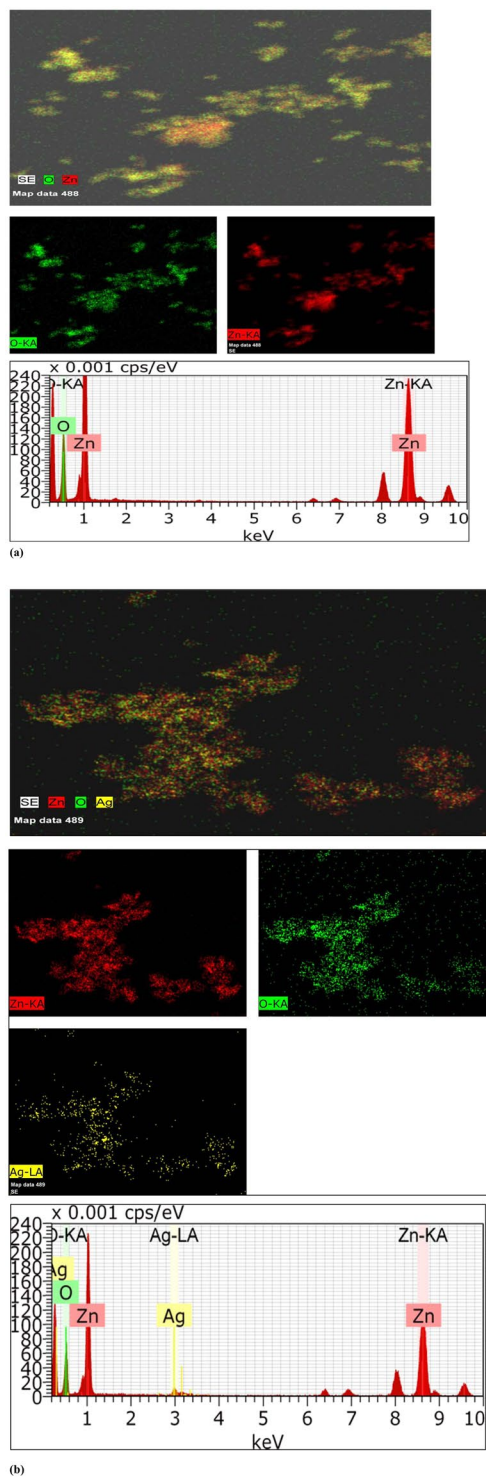 SE O Zn
Map data 488
O-KA
Zn-KA
Map data 488
SE
x 0.001 cps/eV
O-KA Zn-KA
240
220
200
180
160
140
120
100
80
60
40
20
0
O
Zn
Zn
1 2 3 4 5 6 7 8 9 10
keV
(a)
SE Zn O Ag
Map data 489
Zn-KA
O-KA
Ag-LA
Map data 489
SE
x 0.001 cps/eV
O-KA Ag-LA Zn-KA
240
220
200
180
160
140
120
100
80
60
40
20
0
Ag
O
Zn
Ag
Zn
1 2 3 4 5 6 7 8 9 10
keV
(b)